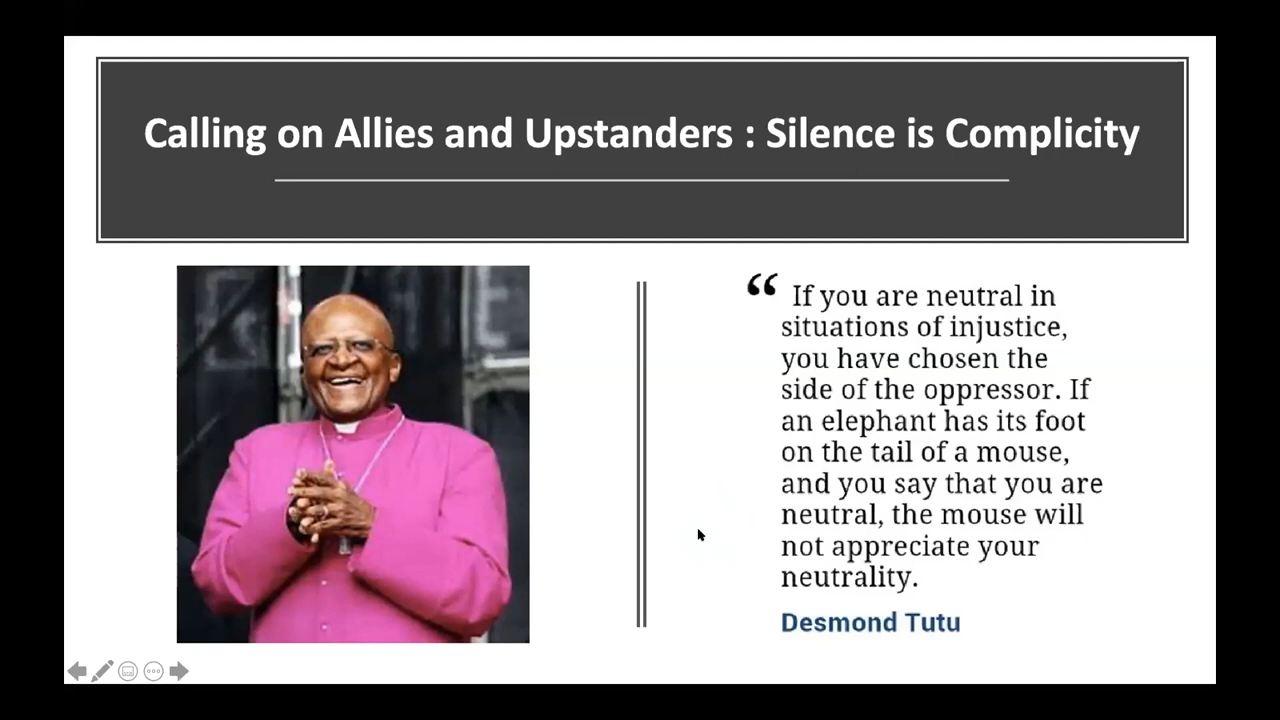 Calling on Allies and Upstanders : Silence is Complicity
“ If you are neutral in
situations of injustice,
you have chosen the
side of the oppressor. If
an elephant has its foot
on the tail of a mouse,
and you say that you are
neutral, the mouse will
not appreciate your
neutrality.
Desmond Tutu